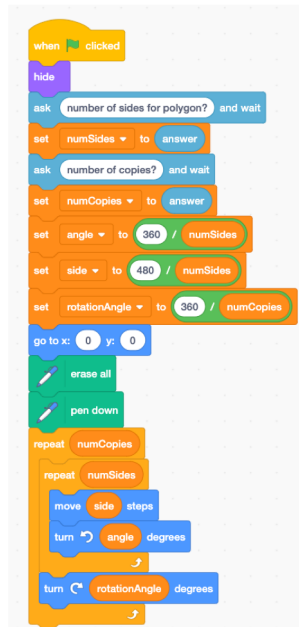 when clicked
hide
ask number of sides for polygon? and wait
set numSides to answer
ask number of copies? and wait
set numCopies to answer
set angle to 360 / numSides
set side to 480 / numSides
set rotationAngle to 360 / numCopies
go to x: 0 y: 0
erase all
pen down
repeat numCopies
repeat numSides
move side steps
turn angle degrees
turn rotationAngle degrees